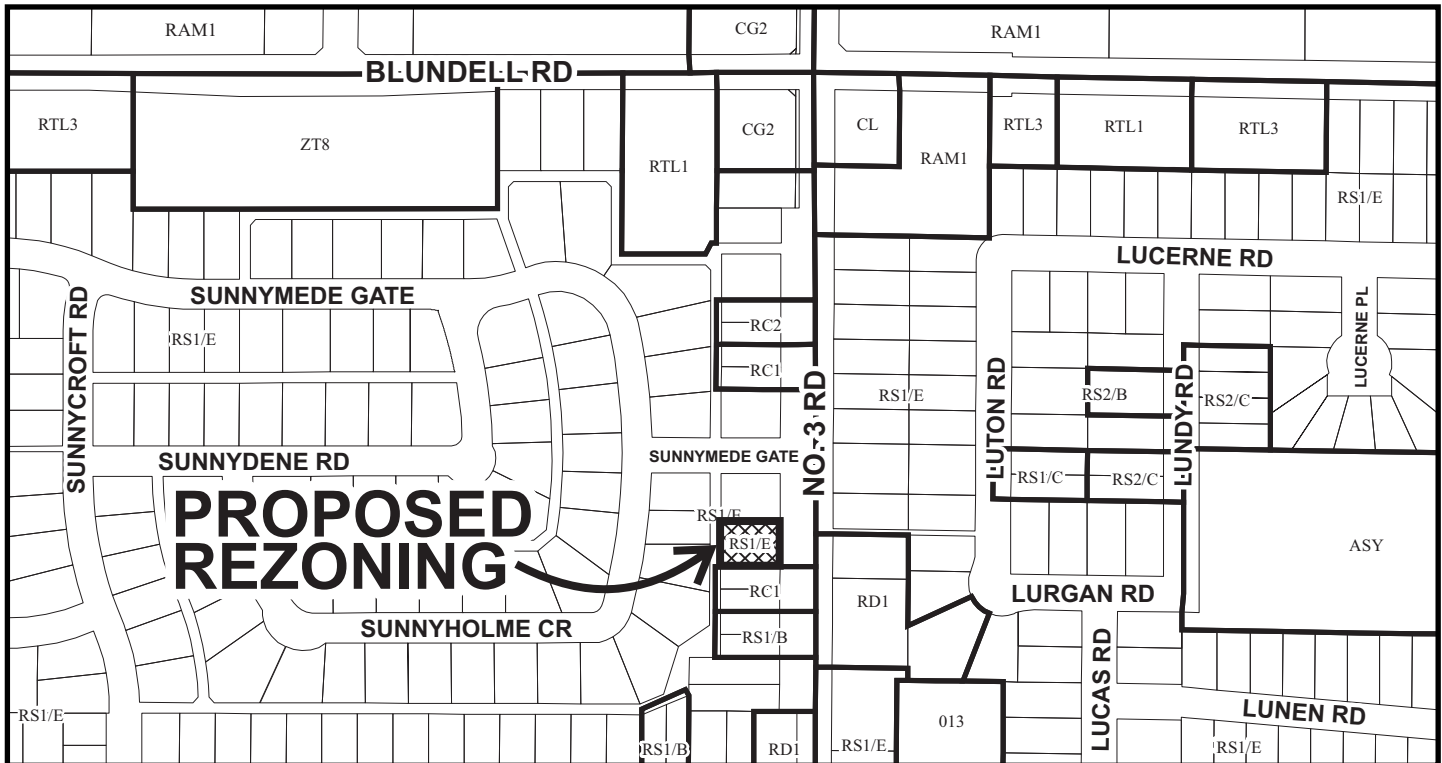 RAM1
CG2
RAM1
BLUNDELL RD
RTL3
ZT8
RTL1
CG2
CL
RAM1
RTL3
RTL1
RTL3
RS1/E
LUCERNE RD
SUNNYMEDE GATE
SUNNYCROFT RD
RS1/E
RC2
RC1
NO. 3 RD
RS1/E
LUTON RD
RS2/B
LUNDY RD
RS2/C
LUCERNE PL
SUNNYDENE RD
SUNNYMEDE GATE
RS1/C
RS2/C
PROPOSED
REZONING
RS1/E
RS1/E
ASY
RC1
RD1
LURGAN RD
SUNNYHOLME CR
RS1/B
LUCAS RD
RS1/E
RS1/B
RD1
RS1/E
013
LUNEN RD
RS1/E